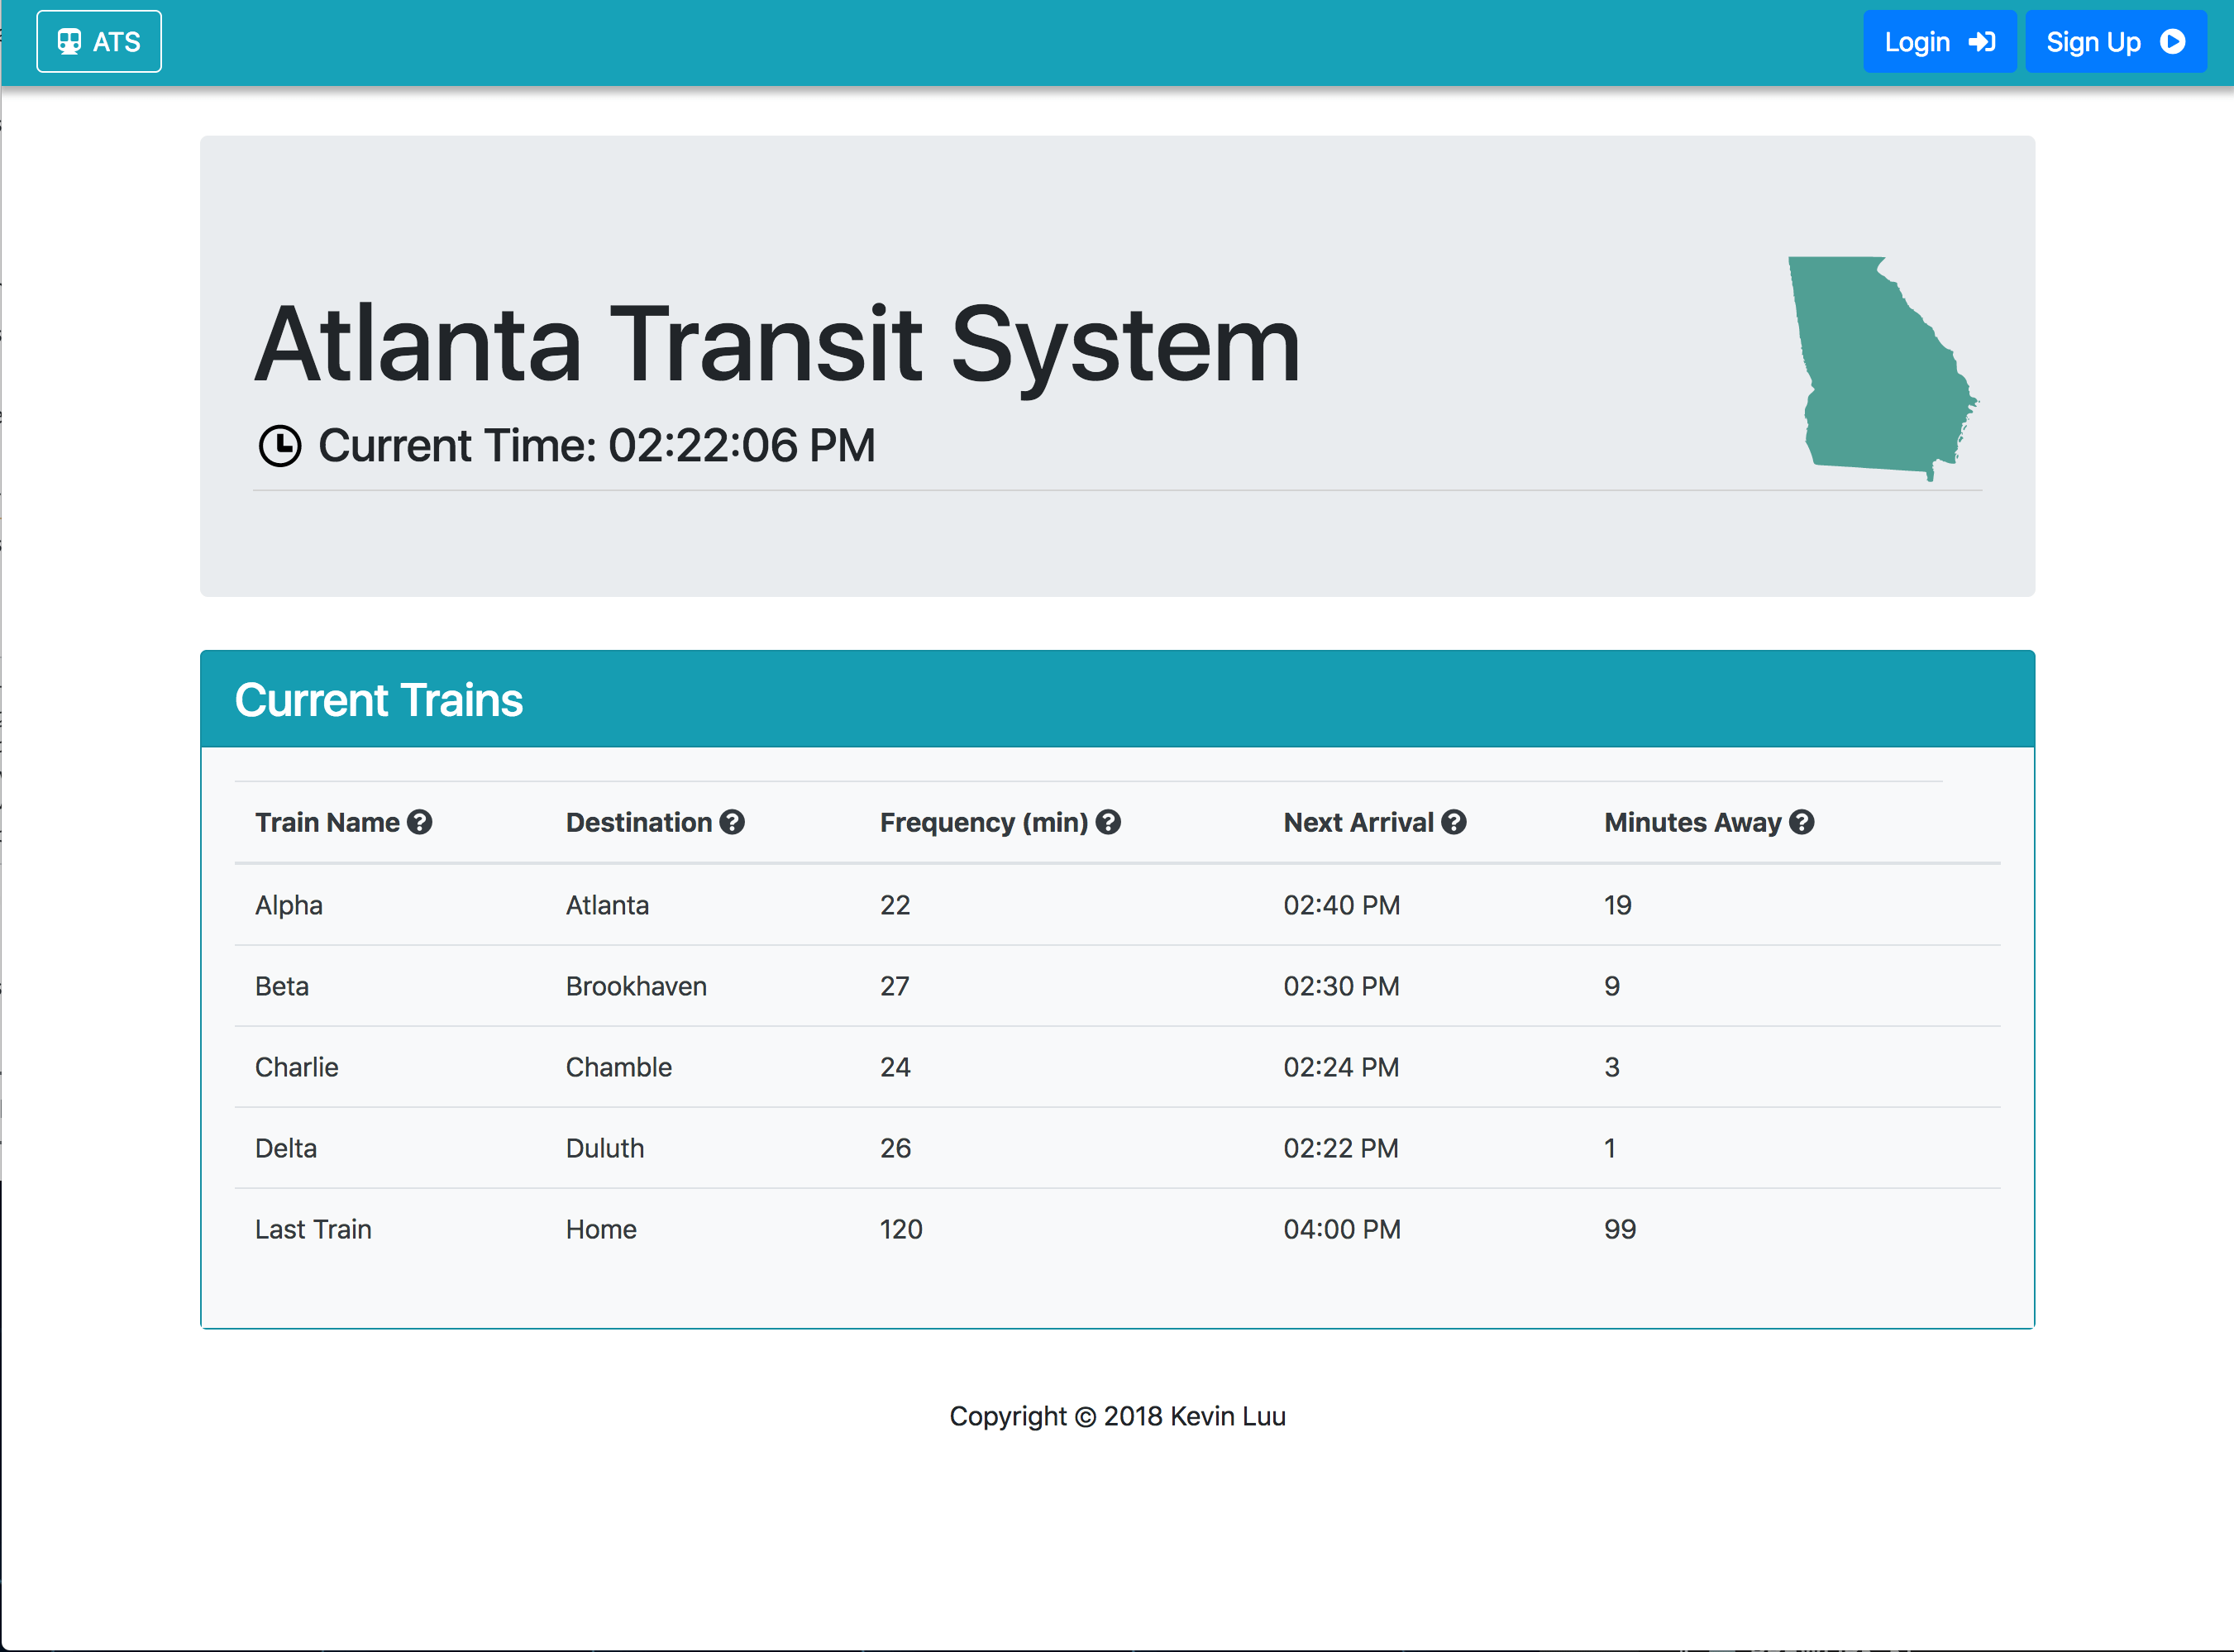 ATS Login Sign Up
Atlanta Transit System
Current Time: 02:22:06 PM
Current Trains
Train Name Destination Frequency (min) Next Arrival Minutes Away
Alpha Atlanta 22 02:40 PM 19
Beta Brookhaven 27 02:30 PM 9
Charlie Chamble 24 02:24 PM 3
Delta Duluth 26 02:22 PM 1
Last Train Home 120 04:00 PM 99
Copyright © 2018 Kevin Luu